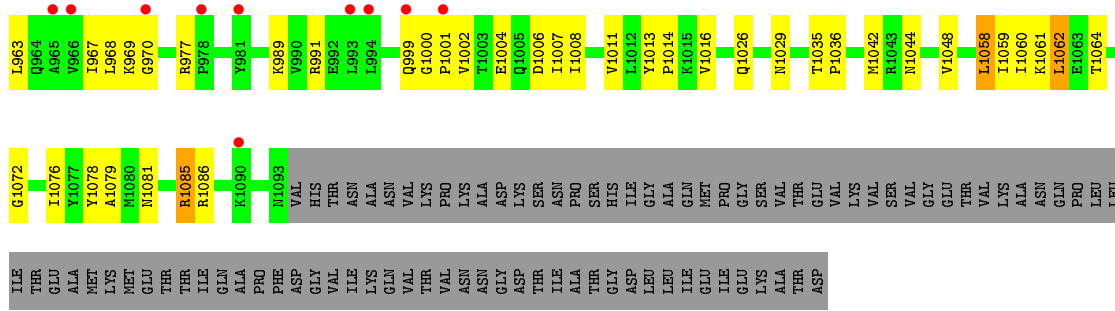 L963 Q964 A965 V966 I967 L968 K969 G970 R977 P978 Y981 K989 V990 R991 E992 L993 L994 Q999 G1000 P1001 V1002 T1003 E1004 Q1005 D1006 I1007 I1008 V1011 L1012 Y1013 P1014 K1015 V1016 Q1026 N1029 T1035 P1036 M1042 R1043 N1044 V1048 L1058 I1059 I1060 K1061 L1062 E1063 T1064
G1072 I1076 Y1077 Y1078 A1079 M1080 N1081 R1085 R1086 K1090 N1093 VAL HIS THR ASN ALA ASN VAL LYS PRO LYS ALA ASP LYS SER ASN PRO SER HIS ILE GLY ALA GLN MET PRO GLY SER VAL THR GLU VAL LYS VAL SER VAL GLY GLU THR VAL LYS ALA ASN GLN PRO LEU LEU
ILE THR GLU ALA MET LYS MET GLU THR THR ILE GLN ALA PRO PHE ASP GLY VAL ILE LYS GLN VAL THR VAL ASN ASN GLY ASP THR ILE ALA THR GLY ASP LEU LEU ILE GLU ILE GLU LYS ALA THR ASP